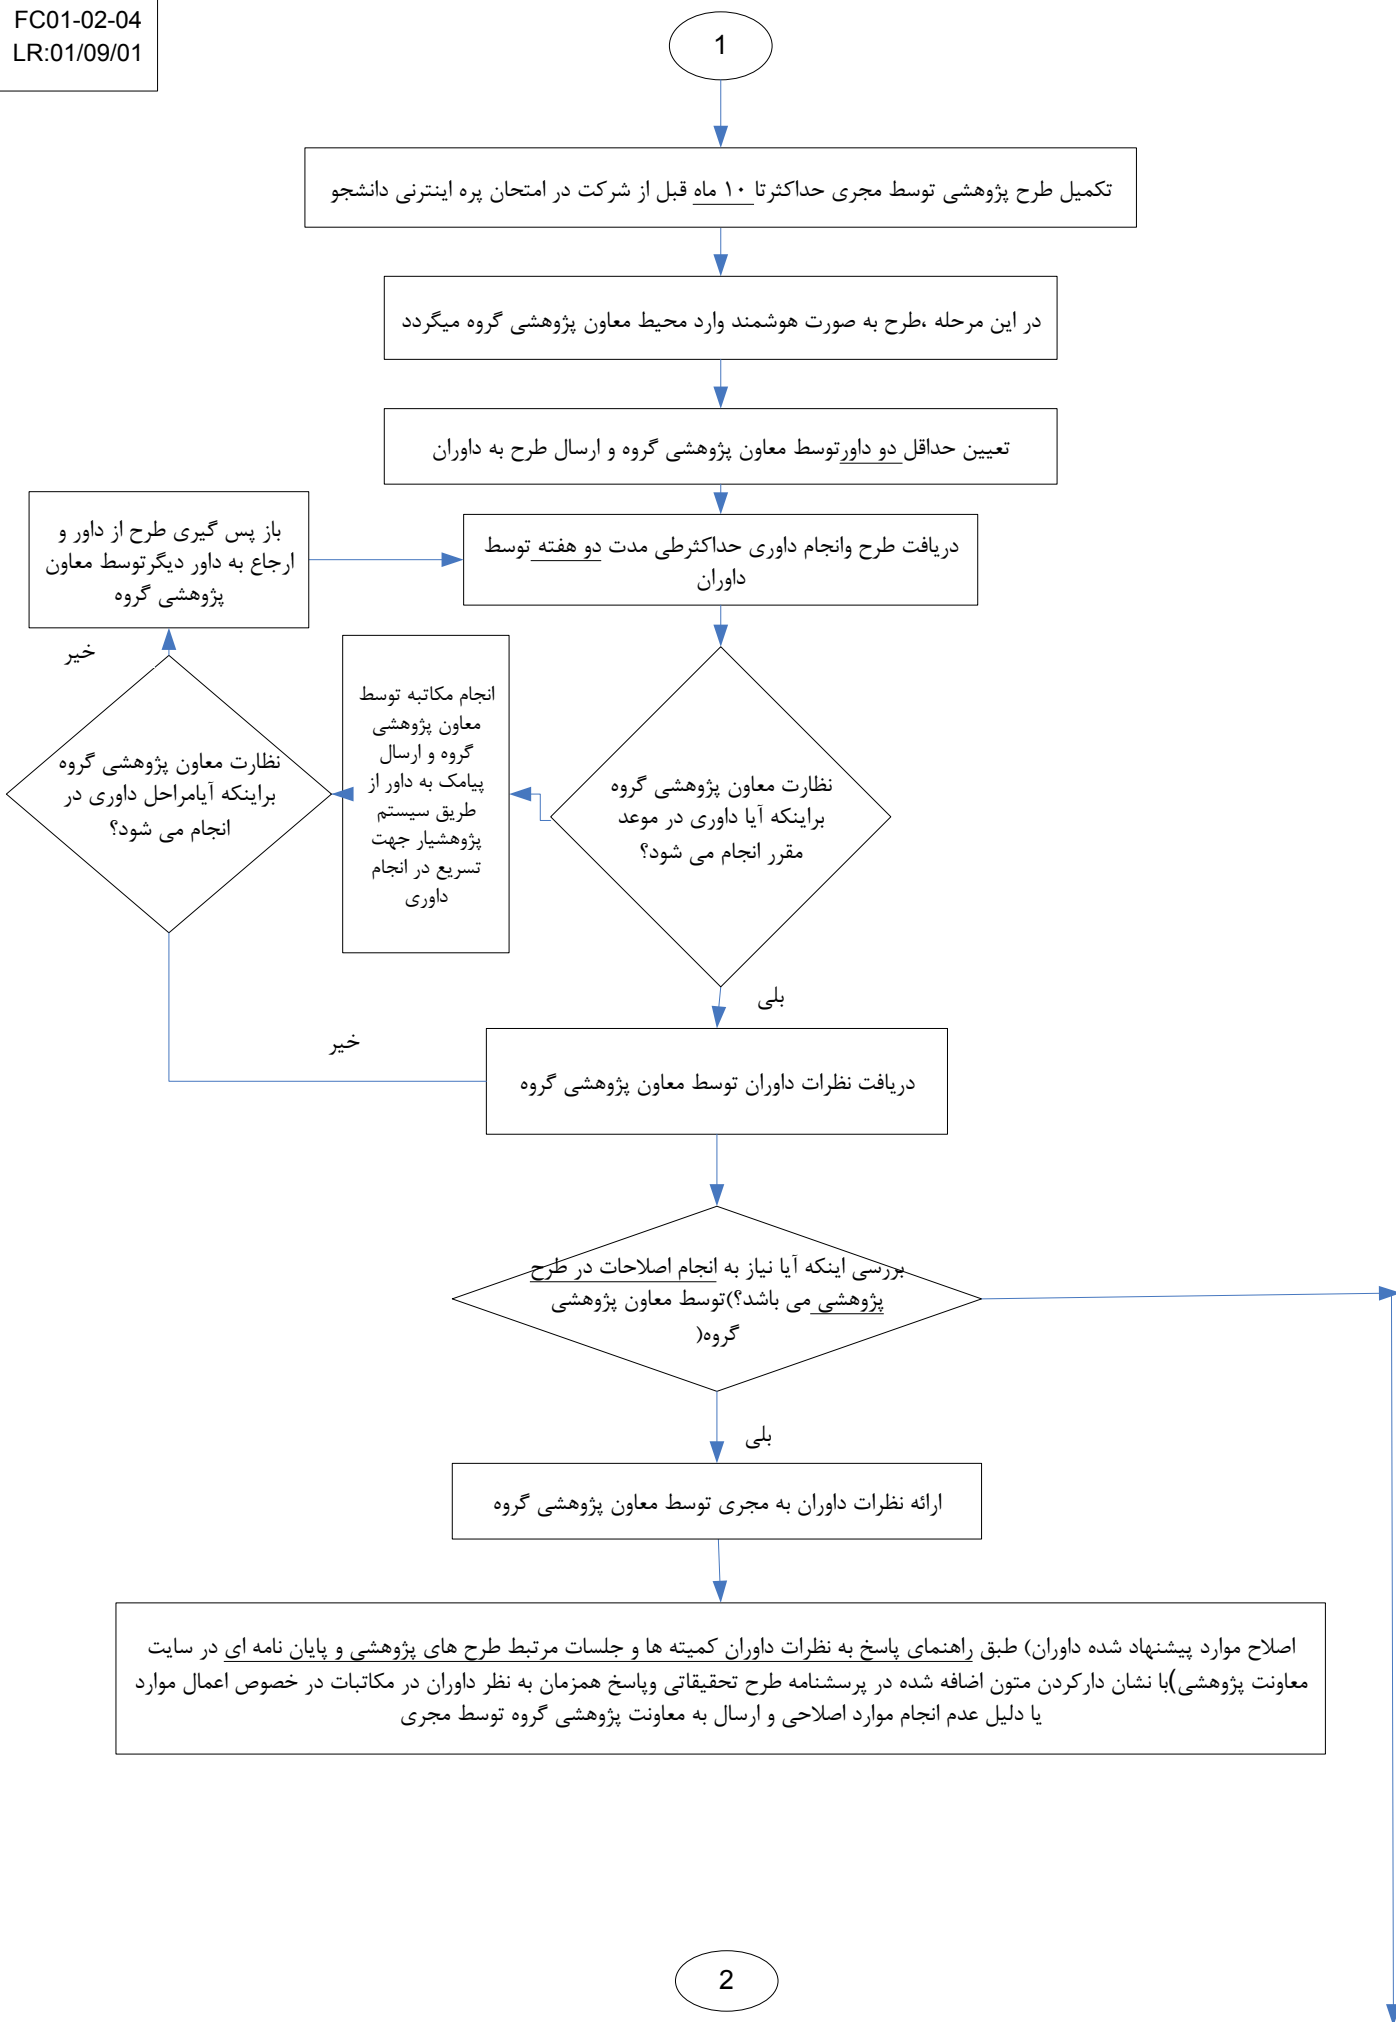 FC01-02-04
LR:01/09/01
1
تکمیل طرح پژوهشی توسط مجری حداکثرتا ۱۰ ماه قبل از شرکت در امتحان پره اینترنی دانشجو
در این مرحله ،طرح به صورت هوشمند وارد محیط معاون پژوهشی گروه میگردد
تعیین حداقل دو داورتوسط معاون پژوهشی گروه و ارسال طرح به داوران
باز پس گیری طرح از داور و
ارجاع به داور دیگرتوسط معاون
پژوهشی گروه
دریافت طرح وانجام داوری حداکثرطی مدت دو هفته توسط
داوران
خیر
انجام مکاتبه توسط
معاون پژوهشی
گروه و ارسال
پیامک به داور از
طریق سیستم
پژوهشیار جهت
تسریع در انجام
داوری
نظارت معاون پژوهشی گروه
براینکه آیامراحل داوری در
انجام می شود؟
نظارت معاون پژوهشی گروه
براینکه آیا داوری در موعد
مقرر انجام می شود؟
بلی
خیر
دریافت نظرات داوران توسط معاون پژوهشی گروه
بررسی اینکه آیا نیاز به انجام اصلاحات در طرح
پژوهشی می باشد؟)توسط معاون پژوهشی
گروه(
بلی
ارائه نظرات داوران به مجری توسط معاون پژوهشی گروه
اصلاح موارد پیشنهاد شده داوران) طبق راهنمای پاسخ به نظرات داوران کمیته ها و جلسات مرتبط طرح های پژوهشی و پایان نامه ای در سایت
معاونت پژوهشی)با نشان دارکردن متون اضافه شده در پرسشنامه طرح تحقیقاتی وپاسخ همزمان به نظر داوران در مکاتبات در خصوص اعمال موارد
یا دلیل عدم انجام موارد اصلاحی و ارسال به معاونت پژوهشی گروه توسط مجری
2